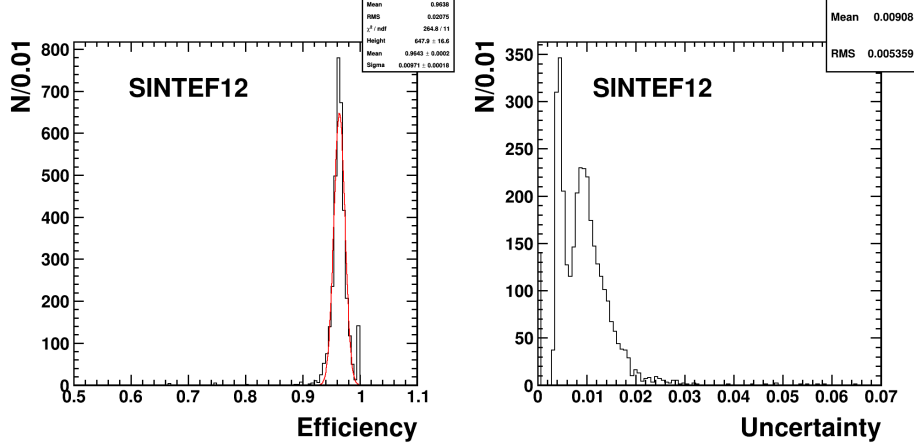 Mean 0.9638
RMS 0.02075
χ² / ndf 264.8 / 11
Height 647.9 ± 16.6
Mean 0.9643 ± 0.0002
Sigma 0.00971 ± 0.00018
N/0.01
SINTEF12
800
700
600
500
400
300
200
100
0
0.5 0.6 0.7 0.8 0.9 1 1.1
Efficiency
Mean 0.00908
RMS 0.005359
N/0.01
SINTEF12
350
300
250
200
150
100
50
0
0 0.01 0.02 0.03 0.04 0.05 0.06 0.07
Uncertainty